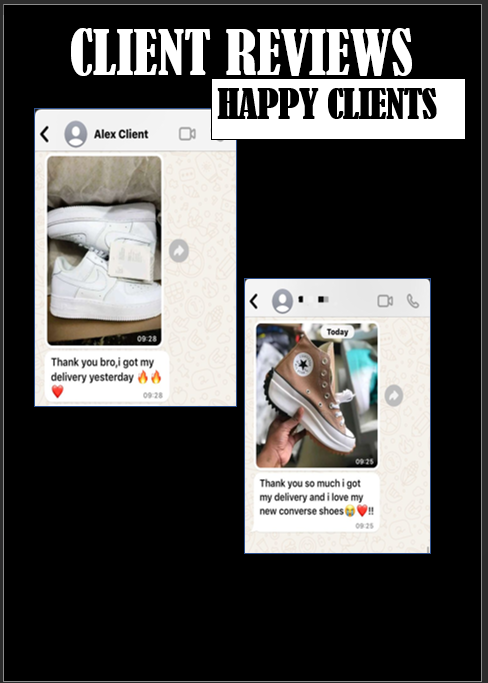 CLIENT REVIEWS
HAPPY CLIENTS
Alex Client
09:28
Thank you bro,i got my
delivery yesterday 🔥🔥
❤️
09:28
Today
09:25
Thank you so much i got
my delivery and i love my
new converse shoes😭❤️!!
09:25